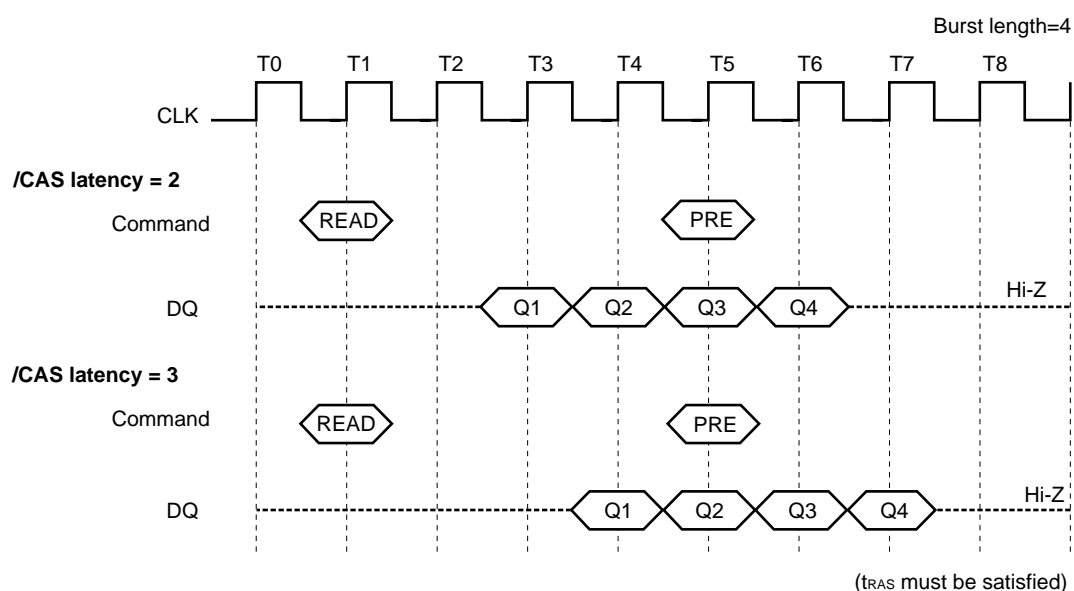 Burst length=4
T0 T1 T2 T3 T4 T5 T6 T7 T8
CLK
/CAS latency = 2
Command READ PRE
Hi-Z
DQ Q1 Q2 Q3 Q4
/CAS latency = 3
Command READ PRE
Hi-Z
DQ Q1 Q2 Q3 Q4
(tRAS must be satisfied)